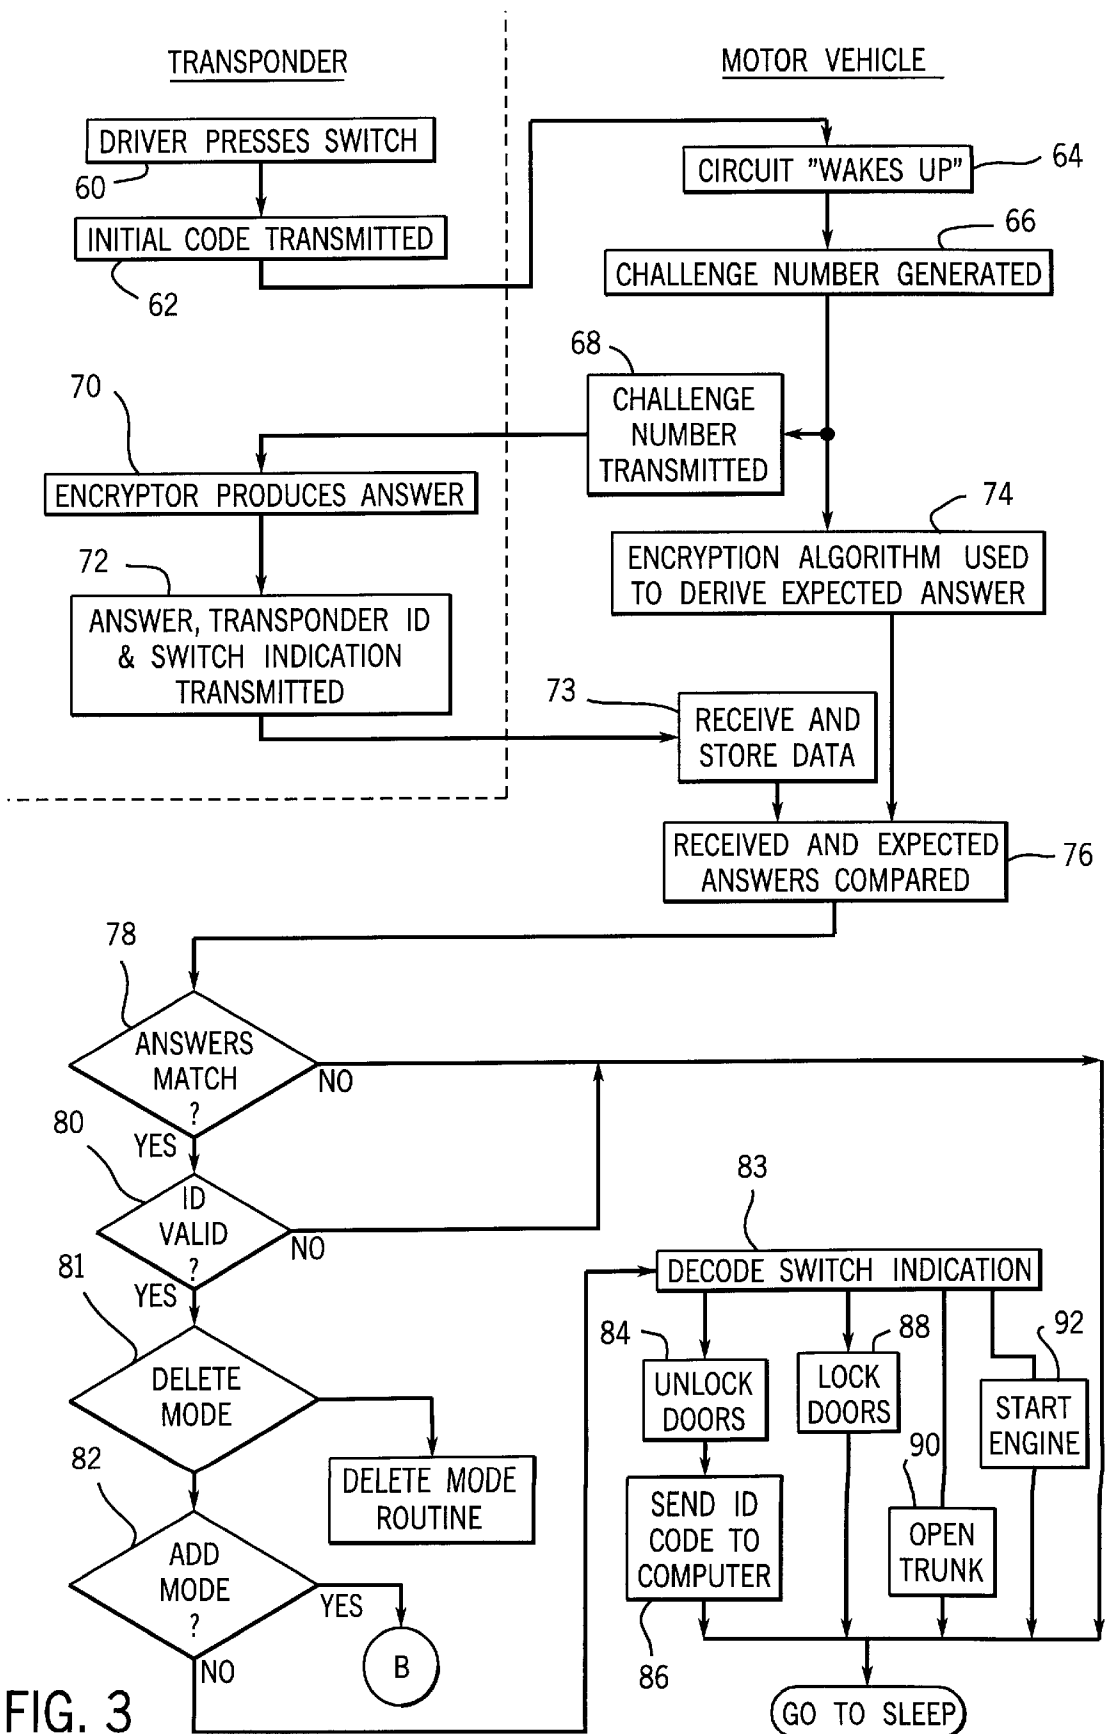 TRANSPONDER
MOTOR VEHICLE
DRIVER PRESSES SWITCH
60
INITIAL CODE TRANSMITTED
62
CIRCUIT "WAKES UP"
64
66
CHALLENGE NUMBER GENERATED
68
CHALLENGE
NUMBER
TRANSMITTED
70
ENCRYPTOR PRODUCES ANSWER
74
ENCRYPTION ALGORITHM USED
TO DERIVE EXPECTED ANSWER
72
ANSWER, TRANSPONDER ID
& SWITCH INDICATION
TRANSMITTED
73
RECEIVE AND
STORE DATA
RECEIVED AND EXPECTED
ANSWERS COMPARED
76
78
ANSWERS
MATCH
?
NO
YES
80
ID
VALID
?
NO
YES
81
DELETE
MODE
DELETE MODE
ROUTINE
82
ADD
MODE
?
YES
B
NO
83
DECODE SWITCH INDICATION
84
UNLOCK
DOORS
88
LOCK
DOORS
92
START
ENGINE
90
OPEN
TRUNK
SEND ID
CODE TO
COMPUTER
86
GO TO SLEEP
FIG. 3